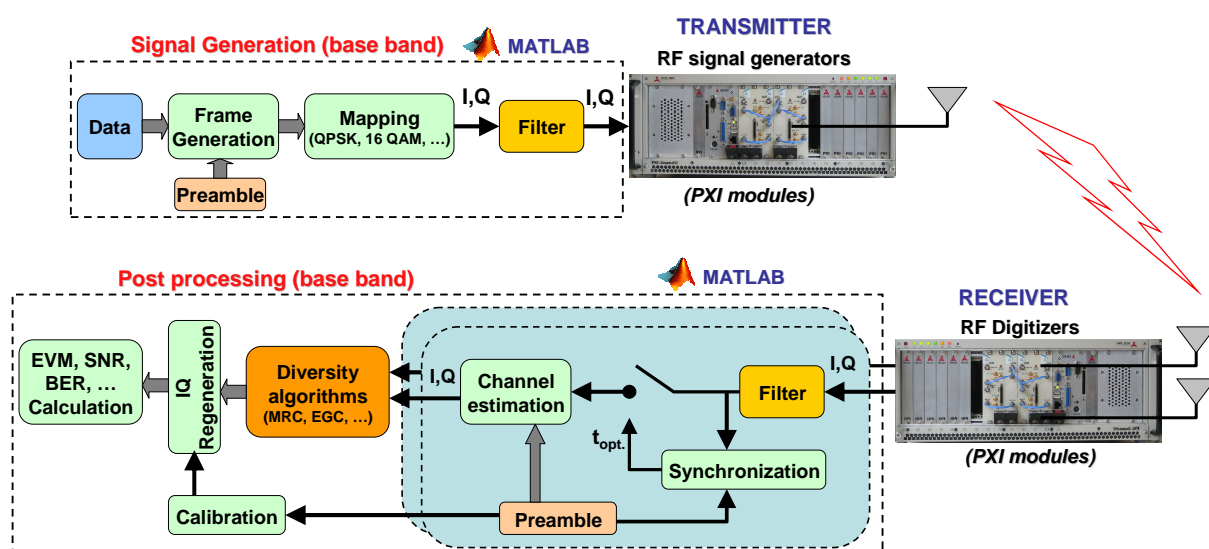 TRANSMITTER
Signal Generation (base band)
MATLAB
RF signal generators
Data
Frame
Generation
Mapping
(QPSK, 16 QAM, …)
I,Q
Filter
I,Q
Preamble
(PXI modules)
Post processing (base band)
MATLAB
RECEIVER
RF Digitizers
EVM, SNR,
BER, …
Calculation
IQ
Regeneration
Diversity
algorithms
(MRC, EGC, …)
I,Q
Channel
estimation
Filter
I,Q
topt.
Synchronization
Calibration
Preamble
(PXI modules)